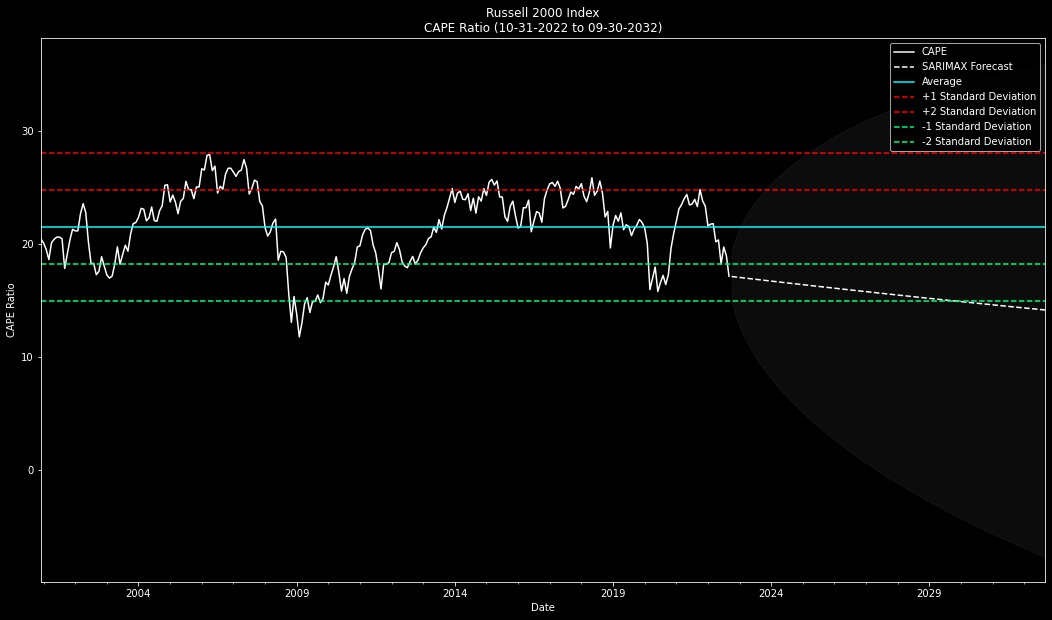 Russell 2000 Index
CAPE Ratio (10-31-2022 to 09-30-2032)
CAPE
SARIMAX Forecast
Average
+1 Standard Deviation
+2 Standard Deviation
-1 Standard Deviation
-2 Standard Deviation
CAPE Ratio
30
20
10
0
2004
2009
2014
2019
2024
2029
Date